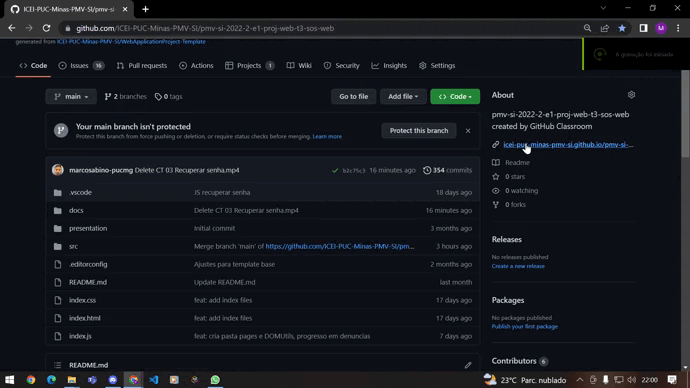 ICEI-PUC-Minas-PMV-SI/pmv-si
github.com/ICEI-PUC-Minas-PMV-SI/pmv-si-2022-2-e1-proj-web-t3-sos-web
M
generated from ICEI-PUC-Minas-PMV-SI/WebApplicationProject-Template
Code
Issues 16
Pull requests
Actions
Projects 1
Wiki
Security
Insights
Settings
main
2 branches
0 tags
Go to file
Add file
Code
Your main branch isn't protected
Protect this branch from force pushing or deletion, or require status checks before merging. Learn more
Protect this branch
marcosabino-pucmg Delete CT 03 Recuperar senha.mp4
b2c75c3 16 minutes ago
354 commits
.vscode JS recuperar senha 18 days ago
docs Delete CT 03 Recuperar senha.mp4 16 minutes ago
presentation Initial commit 3 months ago
src Merge branch 'main' of https://github.com/ICEI-PUC-Minas-PMV-SI/pm... 3 hours ago
.editorconfig Ajustes para template base 2 months ago
README.md Update README.md last month
index.css feat: add index files 17 days ago
index.html feat: add index files 17 days ago
index.js feat: cria pasta pages e DOMUtils, progresso em denuncias 7 days ago
README.md
About
pmv-si-2022-2-e1-proj-web-t3-sos-web
created by GitHub Classroom
icei-puc-minas-pmv-si.github.io/pmv-si-...
Readme
0 stars
0 watching
0 forks
Releases
No releases published
Create a new release
Packages
No packages published
Publish your first package
Contributors 6
23°C Parc. nublado
22:00